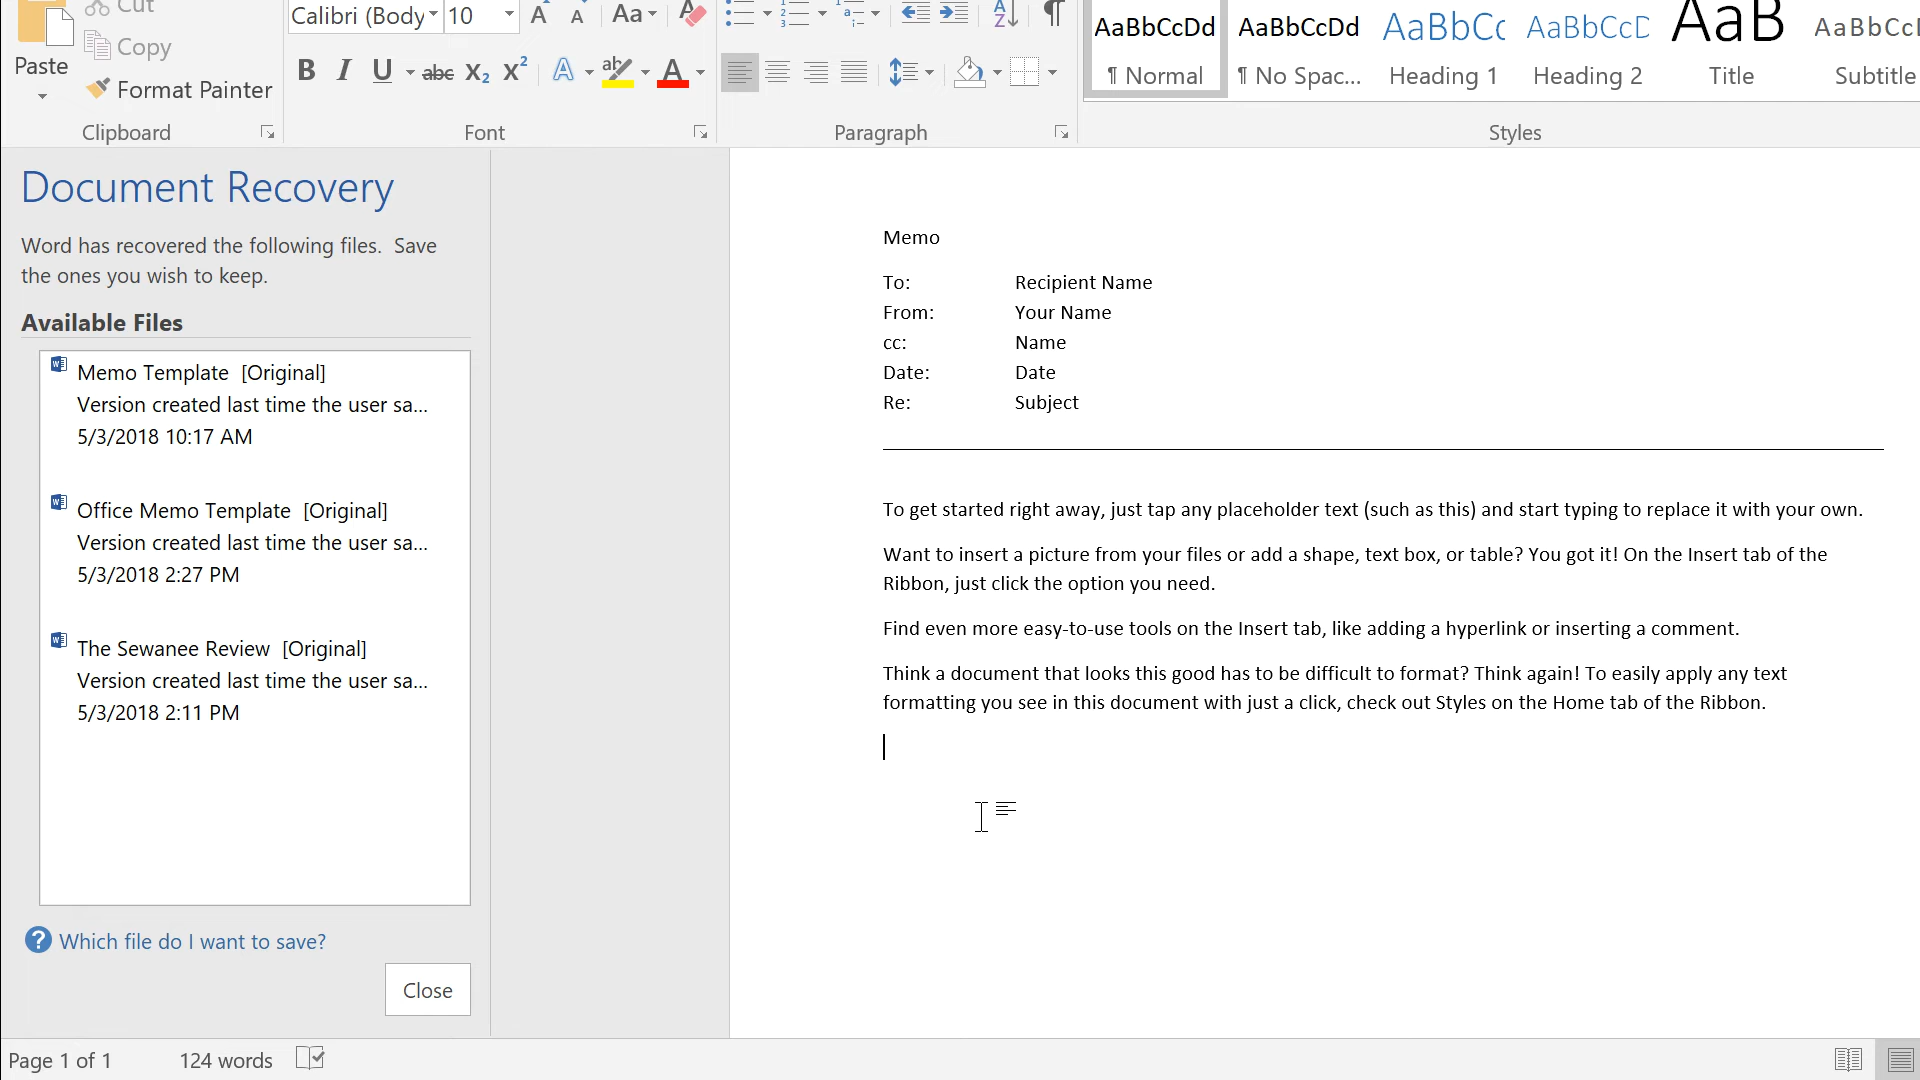 Cut
Calibri (Body
10
Aa
Paste
Copy
Format Painter
B I U abc X2 X2 A ab A
AaBbCcDd AaBbCcDd AaBbCc AaBbCcD AaB AaBbCcD
¶ Normal ¶ No Spac... Heading 1 Heading 2 Title Subtitle
Clipboard Font Paragraph Styles
Document Recovery
Word has recovered the following files. Save
the ones you wish to keep.
Available Files
Memo Template [Original]
Version created last time the user sa...
5/3/2018 10:17 AM
Office Memo Template [Original]
Version created last time the user sa...
5/3/2018 2:27 PM
The Sewanee Review [Original]
Version created last time the user sa...
5/3/2018 2:11 PM
Which file do I want to save?
Close
Memo
To: Recipient Name
From: Your Name
cc: Name
Date: Date
Re: Subject
To get started right away, just tap any placeholder text (such as this) and start typing to replace it with your own.
Want to insert a picture from your files or add a shape, text box, or table? You got it! On the Insert tab of the
Ribbon, just click the option you need.
Find even more easy-to-use tools on the Insert tab, like adding a hyperlink or inserting a comment.
Think a document that looks this good has to be difficult to format? Think again! To easily apply any text
formatting you see in this document with just a click, check out Styles on the Home tab of the Ribbon.
Page 1 of 1 124 words